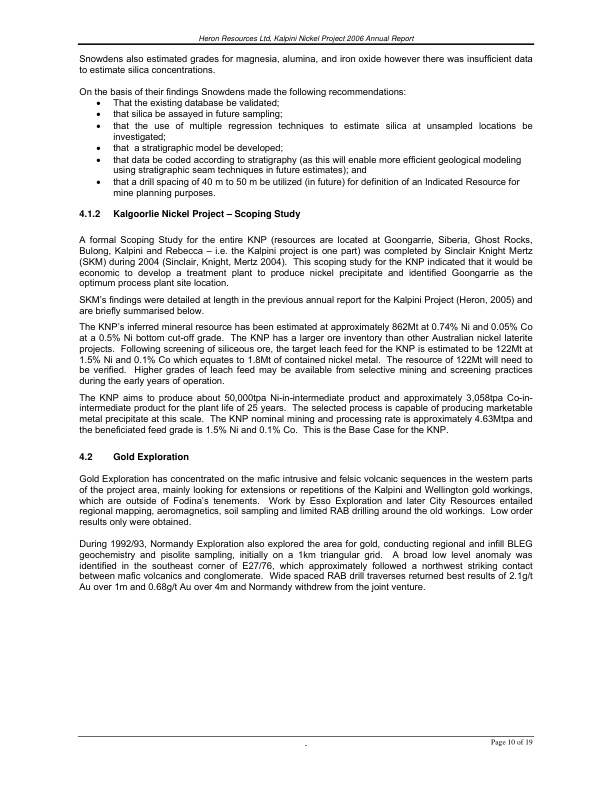 Heron Resources Ltd, Kalpini Nickel Project 2006 Annual Report
Snowdens also estimated grades for magnesia, alumina, and iron oxide however there was insufficient data
to estimate silica concentrations.
On the basis of their findings Snowdens made the following recommendations:
• That the existing database be validated;
• that silica be assayed in future sampling;
• that the use of multiple regression techniques to estimate silica at unsampled locations be
investigated;
• that a stratigraphic model be developed;
• that data be coded according to stratigraphy (as this will enable more efficient geological modeling
using stratigraphic seam techniques in future estimates); and
• that a drill spacing of 40 m to 50 m be utilized (in future) for definition of an Indicated Resource for
mine planning purposes.
4.1.2 Kalgoorlie Nickel Project – Scoping Study
A formal Scoping Study for the entire KNP (resources are located at Goongarrie, Siberia, Ghost Rocks,
Bulong, Kalpini and Rebecca – i.e. the Kalpini project is one part) was completed by Sinclair Knight Mertz
(SKM) during 2004 (Sinclair, Knight, Mertz 2004). This scoping study for the KNP indicated that it would be
economic to develop a treatment plant to produce nickel precipitate and identified Goongarrie as the
optimum process plant site location.
SKM's findings were detailed at length in the previous annual report for the Kalpini Project (Heron, 2005) and
are briefly summarised below.
The KNP's inferred mineral resource has been estimated at approximately 862Mt at 0.74% Ni and 0.05% Co
at a 0.5% Ni bottom cut-off grade. The KNP has a larger ore inventory than other Australian nickel laterite
projects. Following screening of siliceous ore, the target leach feed for the KNP is estimated to be 122Mt at
1.5% Ni and 0.1% Co which equates to 1.8Mt of contained nickel metal. The resource of 122Mt will need to
be verified. Higher grades of leach feed may be available from selective mining and screening practices
during the early years of operation.
The KNP aims to produce about 50,000tpa Ni-in-intermediate product and approximately 3,058tpa Co-in-
intermediate product for the plant life of 25 years. The selected process is capable of producing marketable
metal precipitate at this scale. The KNP nominal mining and processing rate is approximately 4.63Mtpa and
the beneficiated feed grade is 1.5% Ni and 0.1% Co. This is the Base Case for the KNP.
4.2 Gold Exploration
Gold Exploration has concentrated on the mafic intrusive and felsic volcanic sequences in the western parts
of the project area, mainly looking for extensions or repetitions of the Kalpini and Wellington gold workings,
which are outside of Fodina's tenements. Work by Esso Exploration and later City Resources entailed
regional mapping, aeromagnetics, soil sampling and limited RAB drilling around the old workings. Low order
results only were obtained.
During 1992/93, Normandy Exploration also explored the area for gold, conducting regional and infill BLEG
geochemistry and pisolite sampling, initially on a 1km triangular grid. A broad low level anomaly was
identified in the southeast corner of E27/76, which approximately followed a northwest striking contact
between mafic volcanics and conglomerate. Wide spaced RAB drill traverses returned best results of 2.1g/t
Au over 1m and 0.68g/t Au over 4m and Normandy withdrew from the joint venture.
- Page 10 of 19